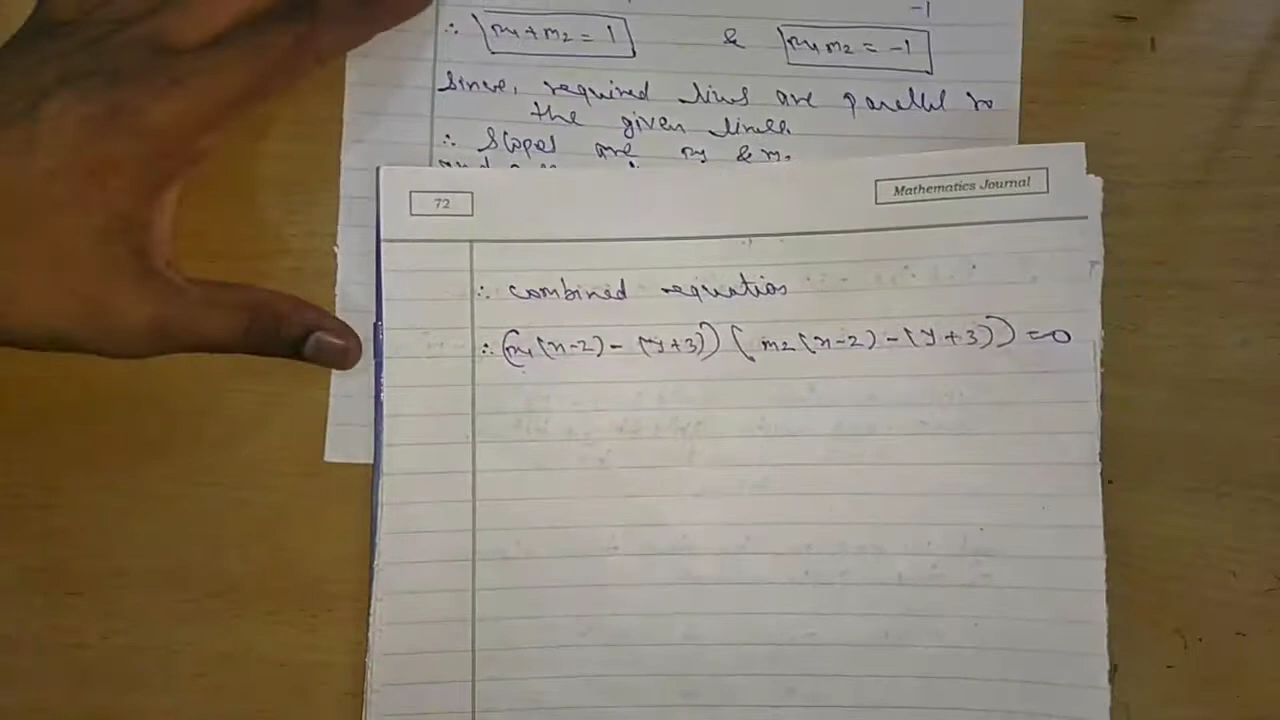 -1
∴ m₁+m₂ = 1 & m₁m₂ = -1
Since, required lines are parallel to
the given lines.
∴ Slopes are m₁ & m₂
72 Mathematics Journal
∴ combined equation
∴ (m₁(x-2) - (y+3)) (m₂(x-2) - (y+3)) = 0